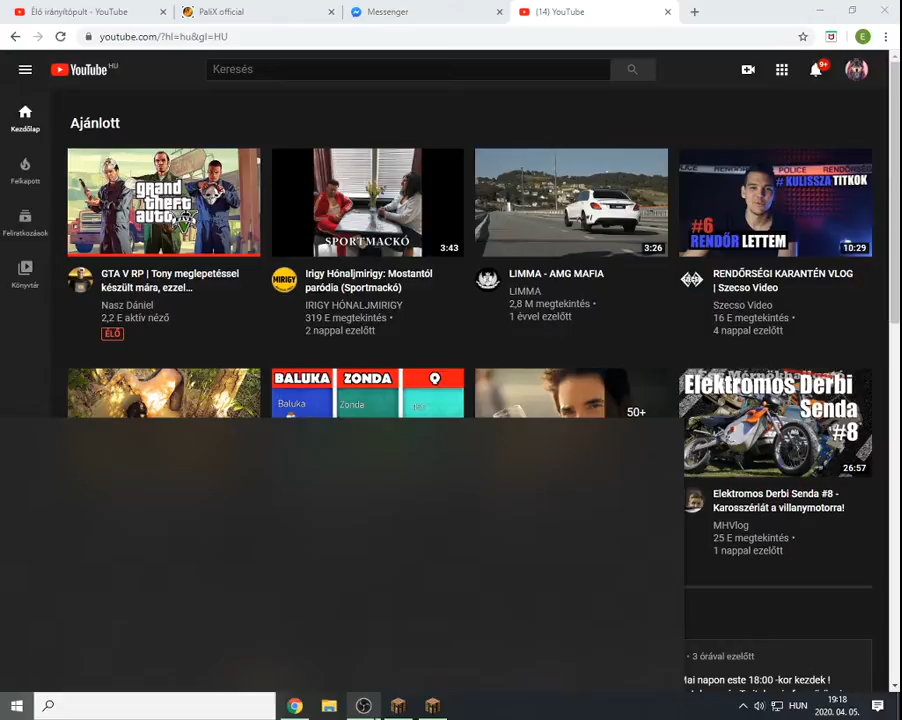 Élő irányítópult - YouTube
PaliX official
Messenger
(14) YouTube
youtube.com/?hl=hu&gl=HU
YouTube HU
Keresés
9+
Kezdőlap
Felkapott
Feliratkozások
Könyvtár
Ajánlott
grand
theft
auto
V
SPORTMACKÓ
3:43
3:26
POLICE
RENDŐRS
# KULISSZA TITKOK
#6
RENDŐR LETTEM
10:29
GTA V RP | Tony meglepetéssel
készült mára, ezzel...
Nasz Dániel
2,2 E aktív néző
ÉLŐ
Irigy Hónaljmirigy: Mostantól
paródia (Sportmackó)
IRIGY HÓNALJMIRIGY
319 E megtekintés •
2 nappal ezelőtt
LIMMA - AMG MAFIA
LIMMA.
2,8 M megtekintés •
1 évvel ezelőtt
RENDŐRSÉGI KARANTÉN VLOG
| Szecso Video
Szecso Video
16 E megtekintés •
4 nappal ezelőtt
BALUKA ZONDA
Baluka
Zonda
50+
Elektromos Derbi
Senda
#8
26:57
Elektromos Derbi Senda #8 -
Karosszériát a villanymotorra!
MHVlog
25 E megtekintés •
1 nappal ezelőtt
• 3 órával ezelőtt
Mai napon este 18:00 -kor kezdek !
HUN
19:18
2020. 04. 05.